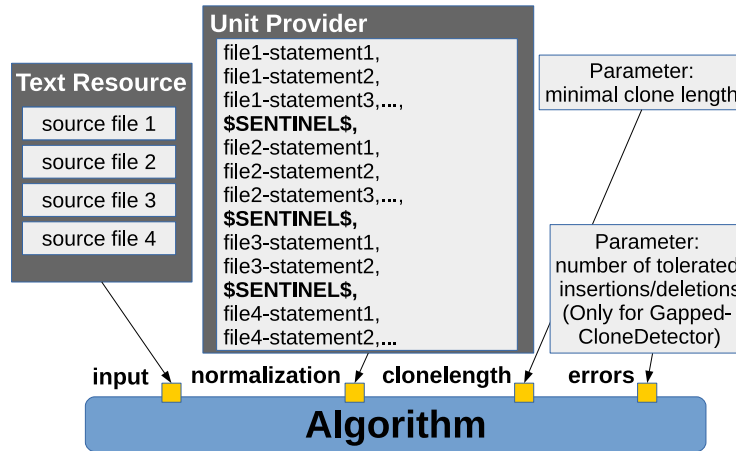 Text Resource
source file 1
source file 2
source file 3
source file 4
Unit Provider
file1-statement1,
file1-statement2,
file1-statement3,...,
$SENTINEL$,
file2-statement1,
file2-statement2,
file2-statement3,...,
$SENTINEL$,
file3-statement1,
file3-statement2,
$SENTINEL$,
file4-statement1,
file4-statement2,...
Parameter:
minimal clone length
Parameter:
number of tolerated
insertions/deletions
(Only for Gapped-
CloneDetector)
input
normalization
clonelength
errors
Algorithm